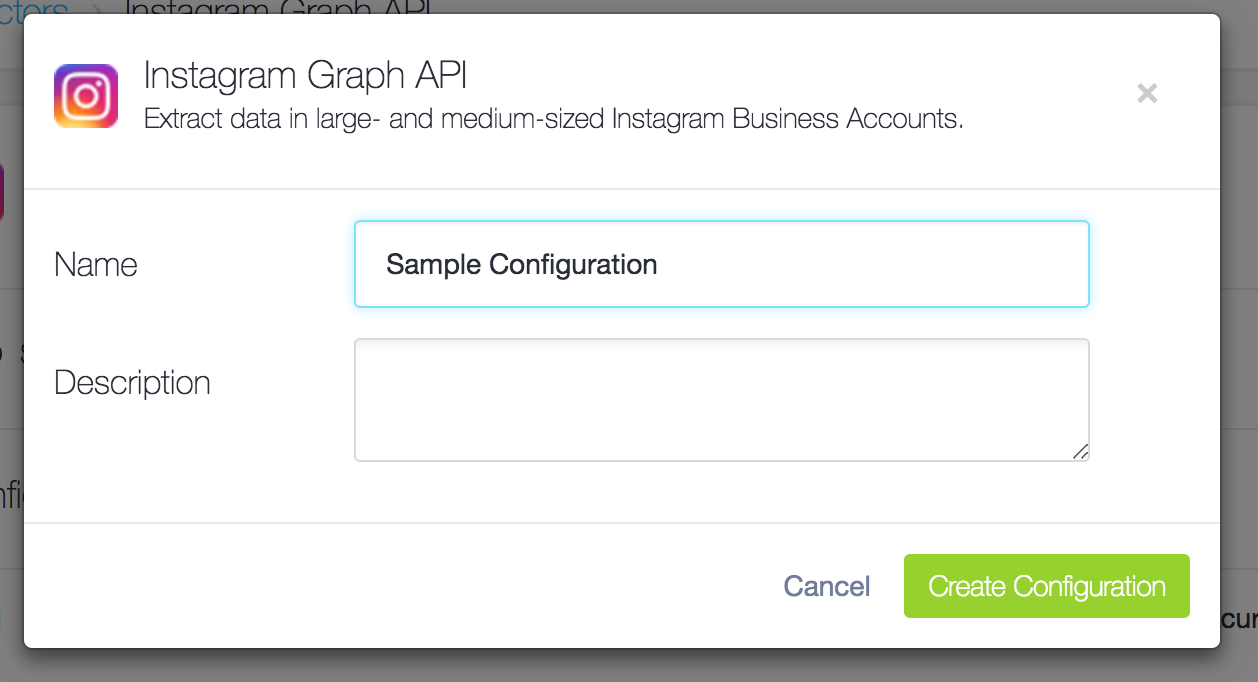 Instagram Graph API
Instagram Graph API
Extract data in large- and medium-sized Instagram Business Accounts.
Name
Sample Configuration
Description
Cancel
Create Configuration